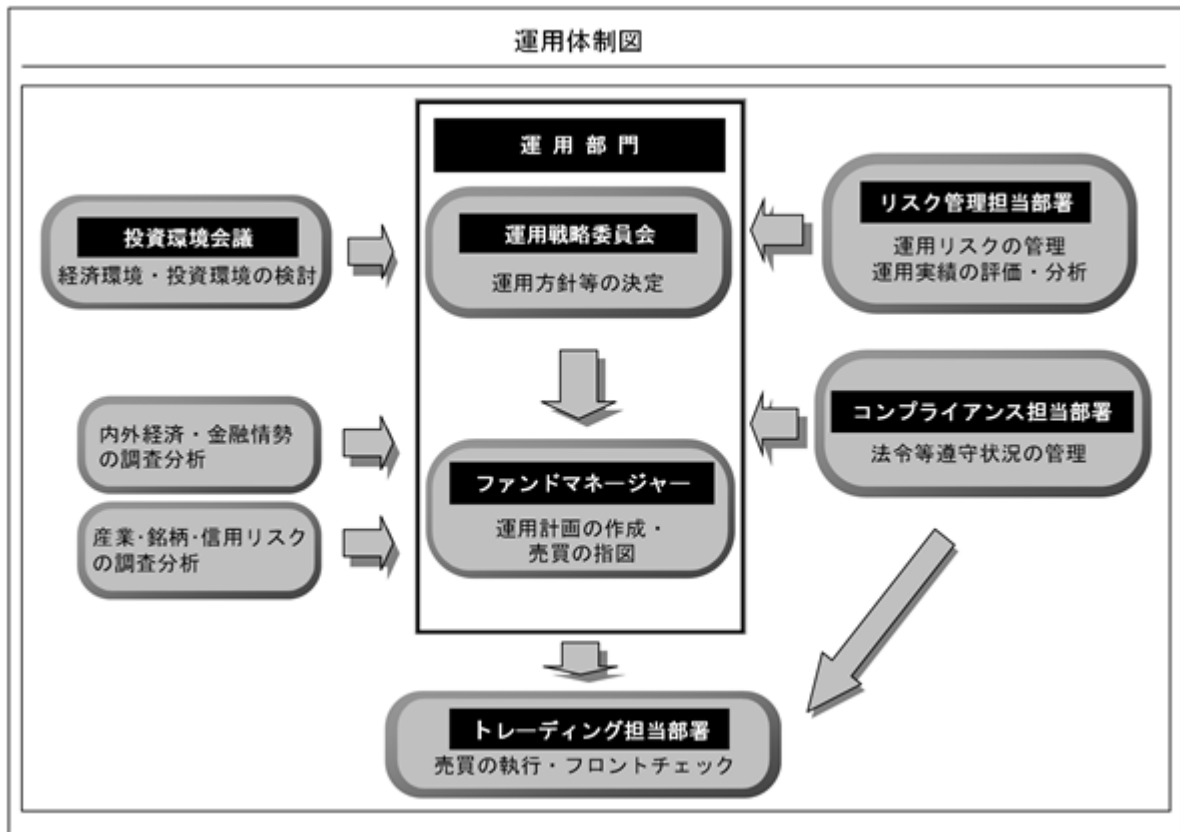 運用体制図
運用部門
投資環境会議
経済環境・投資環境の検討
運用戦略委員会
運用方針等の決定
リスク管理担当部署
運用リスクの管理
運用実績の評価・分析
内外経済・金融情勢
の調査分析
産業･銘柄･信用リスク
の調査分析
ファンドマネージャー
運用計画の作成・
売買の指図
コンプライアンス担当部署
法令等遵守状況の管理
トレーディング担当部署
売買の執行・フロントチェック